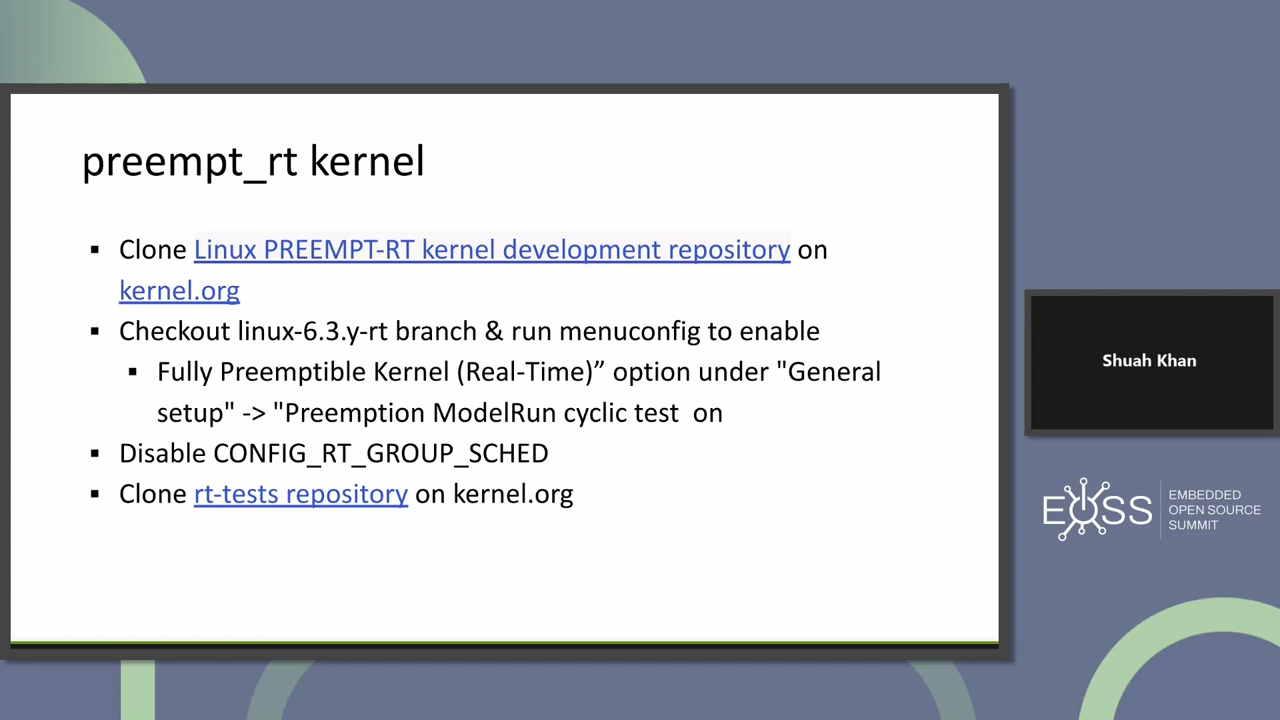 preempt_rt kernel
▪ Clone Linux PREEMPT-RT kernel development repository on
kernel.org
▪ Checkout linux-6.3.y-rt branch & run menuconfig to enable
▪ Fully Preemptible Kernel (Real-Time)” option under "General
setup" -> "Preemption ModelRun cyclic test  on
▪ Disable CONFIG_RT_GROUP_SCHED
▪ Clone rt-tests repository on kernel.org
Shuah Khan
EOSS
EMBEDDED
OPEN SOURCE
SUMMIT